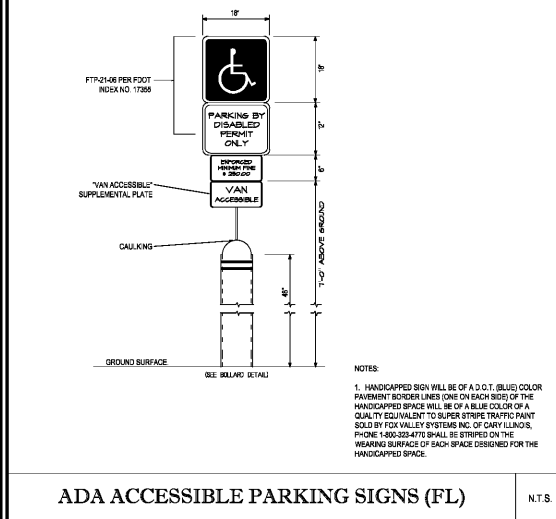 18"
FTP-21-06 PER FDOT
INDEX NO. 17355
18"
PARKING BY
DISABLED
PERMIT
ONLY
12"
ENFORCED
MINIMUM FINE
$ 250.00
6"
"VAN ACCESSIBLE"
SUPPLEMENTAL PLATE
VAN
ACCESSIBLE
7'-0" ABOVE GROUND
CAULKING
48"
GROUND SURFACE
(SEE BOLLARD DETAIL)
NOTES:
1. HANDICAPPED SIGN WILL BE OF A D.O.T. (BLUE) COLOR
PAVEMENT BORDER LINES (ONE ON EACH SIDE) OF THE
HANDICAPPED SPACE WILL BE OF A BLUE COLOR OF A
QUALITY EQUIVALENT TO SUPER STRIPE TRAFFIC PAINT
SOLD BY FOX VALLEY SYSTEMS INC. OF CARY ILLINOIS,
PHONE 1-800-323-4770 SHALL BE STRIPED ON THE
WEARING SURFACE OF EACH SPACE DESIGNED FOR THE
HANDICAPPED SPACE.
ADA ACCESSIBLE PARKING SIGNS (FL)
N.T.S.